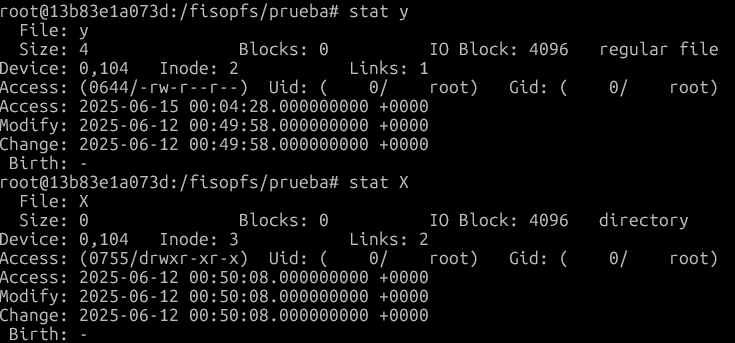 root@13b83e1a073d:/fisopfs/prueba# stat y
  File: y
  Size: 4               Blocks: 0          IO Block: 4096   regular file
Device: 0,104   Inode: 2           Links: 1
Access: (0644/-rw-r--r--)  Uid: (    0/    root)   Gid: (    0/    root)
Access: 2025-06-15 00:04:28.000000000 +0000
Modify: 2025-06-12 00:49:58.000000000 +0000
Change: 2025-06-12 00:49:58.000000000 +0000
 Birth: -
root@13b83e1a073d:/fisopfs/prueba# stat X
  File: X
  Size: 0               Blocks: 0          IO Block: 4096   directory
Device: 0,104   Inode: 3           Links: 2
Access: (0755/drwxr-xr-x)  Uid: (    0/    root)   Gid: (    0/    root)
Access: 2025-06-12 00:50:08.000000000 +0000
Modify: 2025-06-12 00:50:08.000000000 +0000
Change: 2025-06-12 00:50:08.000000000 +0000
 Birth: -